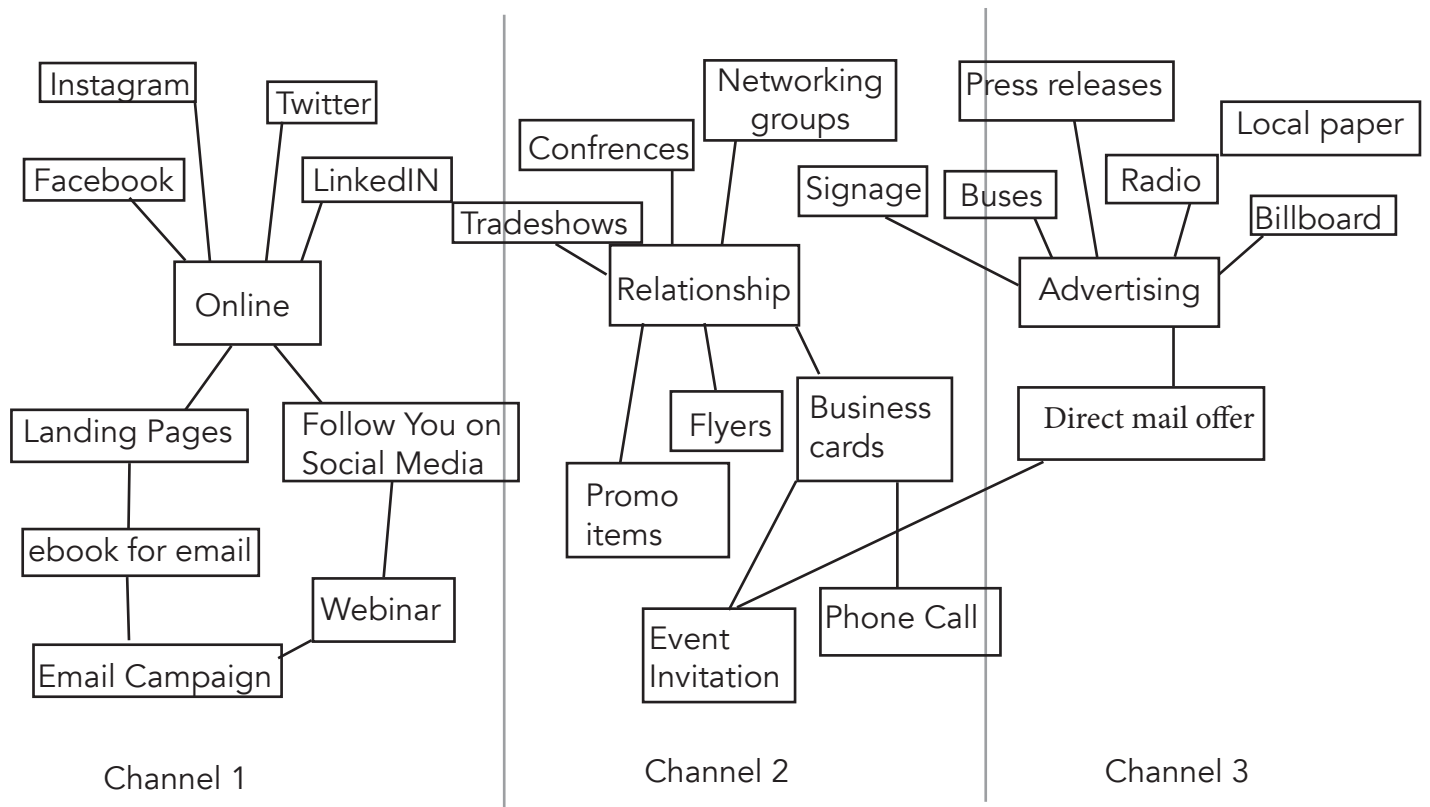 Instagram
Twitter
Facebook
LinkedIN
Online
Landing Pages
Follow You on
Social Media
ebook for email
Webinar
Email Campaign
Channel 1
Networking
groups
Confrences
Tradeshows
Relationship
Flyers
Business
cards
Promo
items
Event
Invitation
Phone Call
Channel 2
Press releases
Local paper
Signage
Buses
Radio
Billboard
Advertising
Direct mail offer
Channel 3